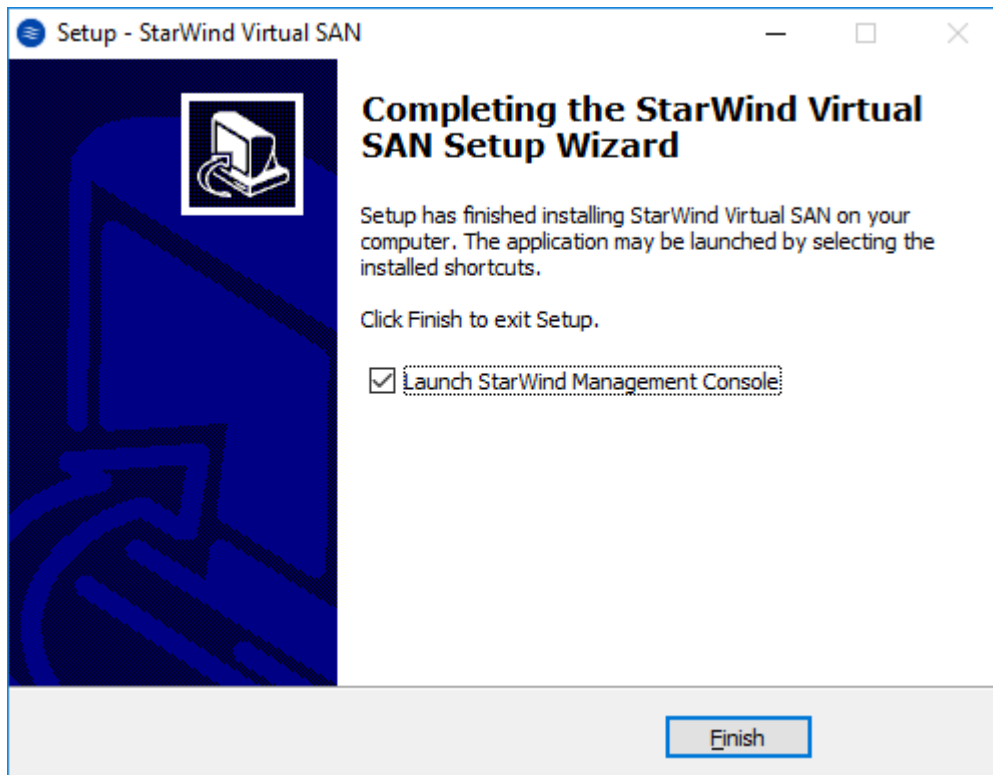 Setup - StarWind Virtual SAN
Completing the StarWind Virtual
SAN Setup Wizard
Setup has finished installing StarWind Virtual SAN on your
computer. The application may be launched by selecting the
installed shortcuts.
Click Finish to exit Setup.
Launch StarWind Management Console
Finish